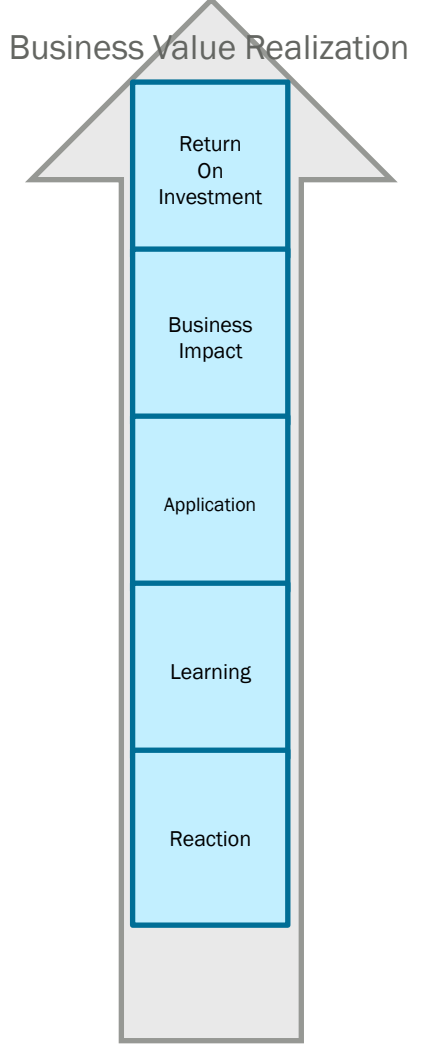 Business Value Realization
Return
On
Investment
Business
Impact
Application
Learning
Reaction